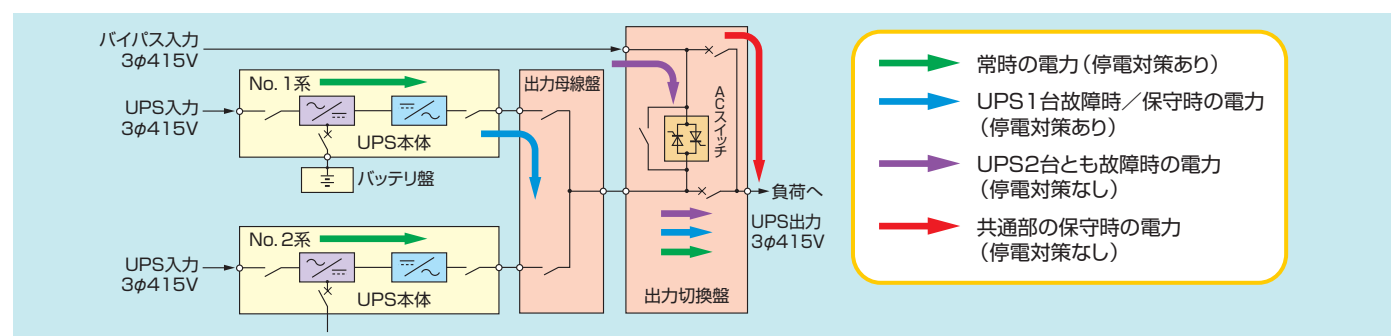 バイパス入力
3φ415V
No. 1系
UPS入力
3φ415V
UPS本体
バッテリ盤
出力母線盤
ACスイッチ
負荷へ
UPS出力
3φ415V
No. 2系
UPS入力
3φ415V
UPS本体
出力切換盤
常時の電力(停電対策あり)
UPS1台故障時/保守時の電力
(停電対策あり)
UPS2台とも故障時の電力
(停電対策なし)
共通部の保守時の電力
(停電対策なし)